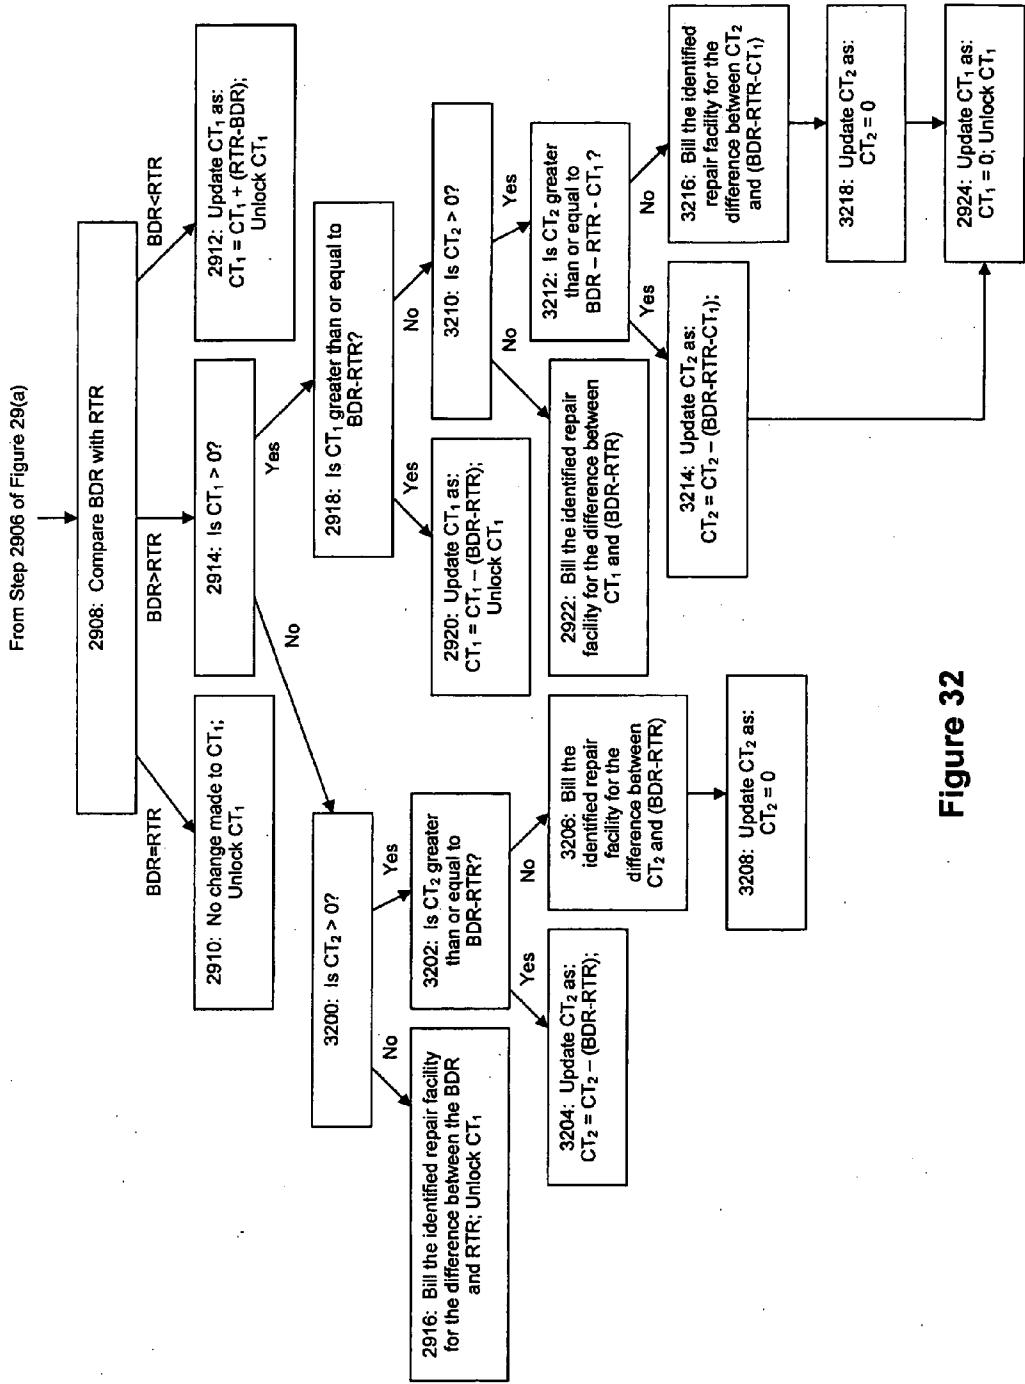 From Step 2906 of Figure 29(a)
2908: Compare BDR with RTR
BDR=RTR
BDR>RTR
BDR<RTR
2910: No change made to CT₁;
Unlock CT₁
2914: Is CT₁ > 0?
2912: Update CT₁ as:
CT₁ = CT₁ + (RTR-BDR);
Unlock CT₁
No
Yes
3200: Is CT₂ > 0?
2918: Is CT₁ greater than or equal to
BDR-RTR?
No
Yes
Yes
No
2916: Bill the identified repair facility
for the difference between the BDR
and RTR; Unlock CT₁
3202: Is CT₂ greater
than or equal to
BDR-RTR?
2920: Update CT₁ as:
CT₁ = CT₁ – (BDR-RTR);
Unlock CT₁
3210: Is CT₂ > 0?
Yes
No
No
Yes
3204: Update CT₂ as:
CT₂ = CT₂ – (BDR-RTR);
3206: Bill the
identified repair
facility for the
difference between
CT₂ and (BDR-RTR)
2922: Bill the identified repair
facility for the difference between
CT₁ and (BDR-RTR)
3212: Is CT₂ greater
than or equal to
BDR – RTR - CT₁ ?
Yes
No
3208: Update CT₂ as:
CT₂ = 0
3214: Update CT₂ as:
CT₂ = CT₂ – (BDR-RTR-CT₁);
3216: Bill the identified
repair facility for the
difference between CT₂
and (BDR-RTR-CT₁)
3218: Update CT₂ as:
CT₂ = 0
2924: Update CT₁ as:
CT₁ = 0; Unlock CT₁
Figure 32